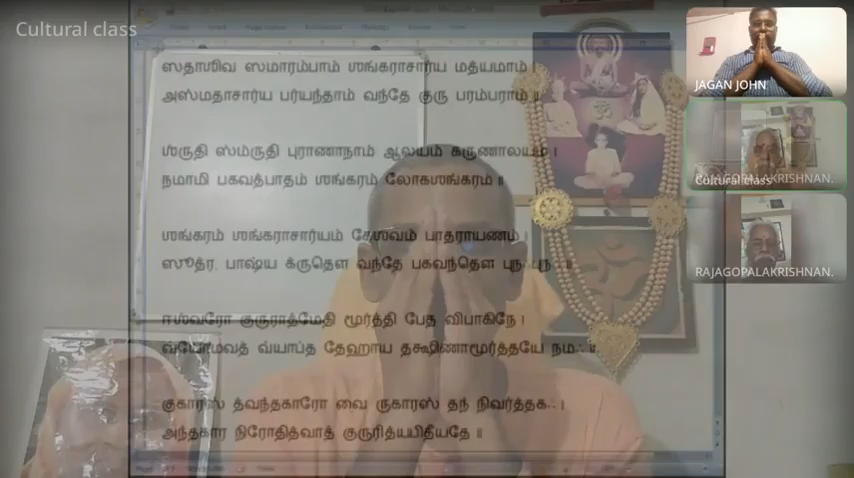 Cultural class
ஸதாஶிவ ஸமாரம்பாம் ஶங்கராசார்ய மத்யமாம் |
அஸ்மதாசார்ய பர்யந்தாம் வந்தே குரு பரம்பராம் ||
ஶ்ருதி ஸ்ம்ருதி புராணாநாம் ஆலயம் கருணாலயம் |
நமாமி பகவத்பாதம் ஶங்கரம் லோகஶங்கரம் ||
ஶங்கரம் ஶங்கராசார்யம் கேஶவம் பாதராயணம் |
ஸூத்ர பாஷ்ய க்ருதௌ வந்தே பகவந்தௌ
ஈஶ்வரோ குருராத்மேதி மூர்த்தி பேத விபாகிநே |
வ்யோமவத் வ்யாப்த தேஹாய தக்ஷிணாமூர்த்தயே
குகாரஸ் த்வந்தகாரோ வை ருகாரஸ் தந் நிவர்த்தக: |
அந்தகார நிரோதித்வாத் குருரித்யபிதீயதே ||
JAGAN JOHN
RAJAGOPALAKRISHNAN.
Cultural class
RAJAGOPALAKRISHNAN.